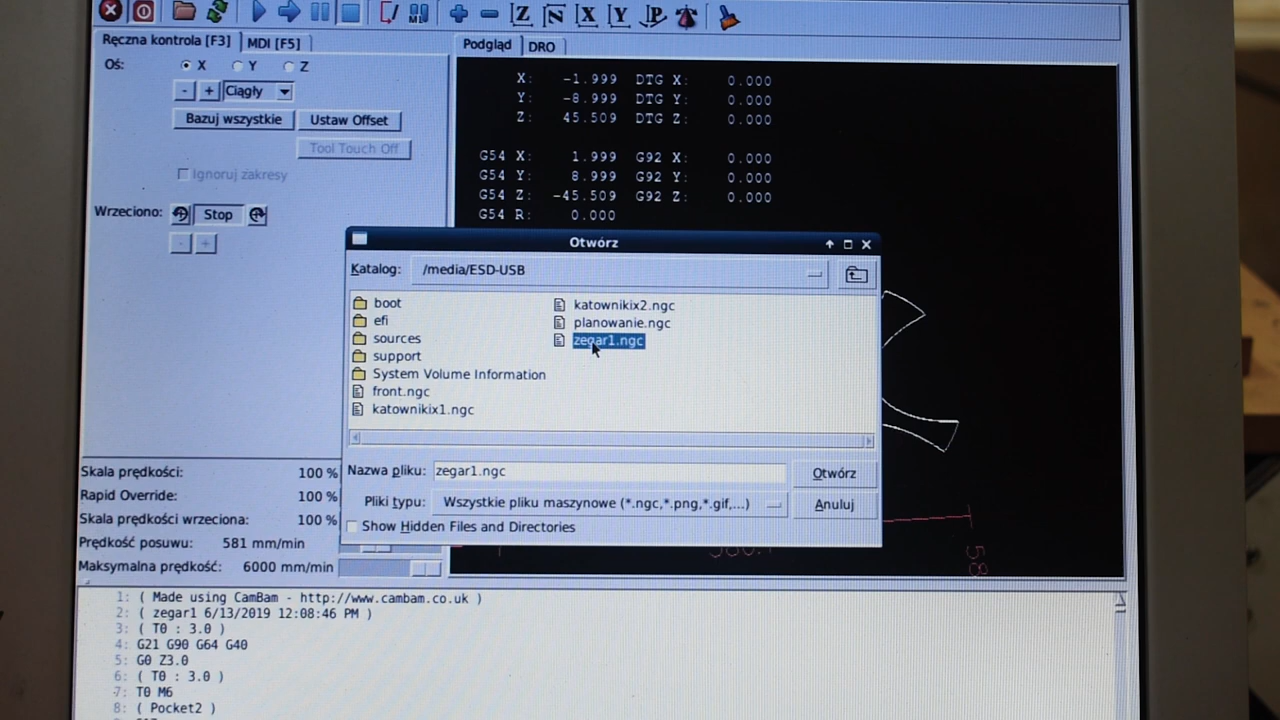 Z N X Y P
Ręczna kontrola [F3] MDI [F5]
Podgląd DRO
Oś: X Y Z
- + Ciągły
Bazuj wszystkie Ustaw Offset
Tool Touch Off
Ignoruj zakresy
Wrzeciono: Stop
- +
X: -1.999 DTG X: 0.000
Y: -8.999 DTG Y: 0.000
Z: 45.509 DTG Z: 0.000
G54 X: 1.999 G92 X: 0.000
G54 Y: 8.999 G92 Y: 0.000
G54 Z: -45.509 G92 Z: 0.000
G54 R: 0.000
Otwórz
Katalog: /media/ESD-USB
boot
efi
sources
support
System Volume Information
front.ngc
katownikix1.ngc
katownikix2.ngc
planowanie.ngc
zegar1.ngc
Nazwa pliku: zegar1.ngc Otwórz
Pliki typu: Wszystkie pliku maszynowe (*.ngc,*.png,*.gif,...) Anuluj
Show Hidden Files and Directories
Skala prędkości: 100 %
Rapid Override: 100 %
Skala prędkości wrzeciona: 100 %
Prędkość posuwu: 581 mm/min
Maksymalna prędkość: 6000 mm/min
58
1: ( Made using CamBam - http://www.cambam.co.uk )
2: ( zegar1 6/13/2019 12:08:46 PM )
3: ( T0 : 3.0 )
4: G21 G90 G64 G40
5: G0 Z3.0
6: ( T0 : 3.0 )
7: T0 M6
8: ( Pocket2 )